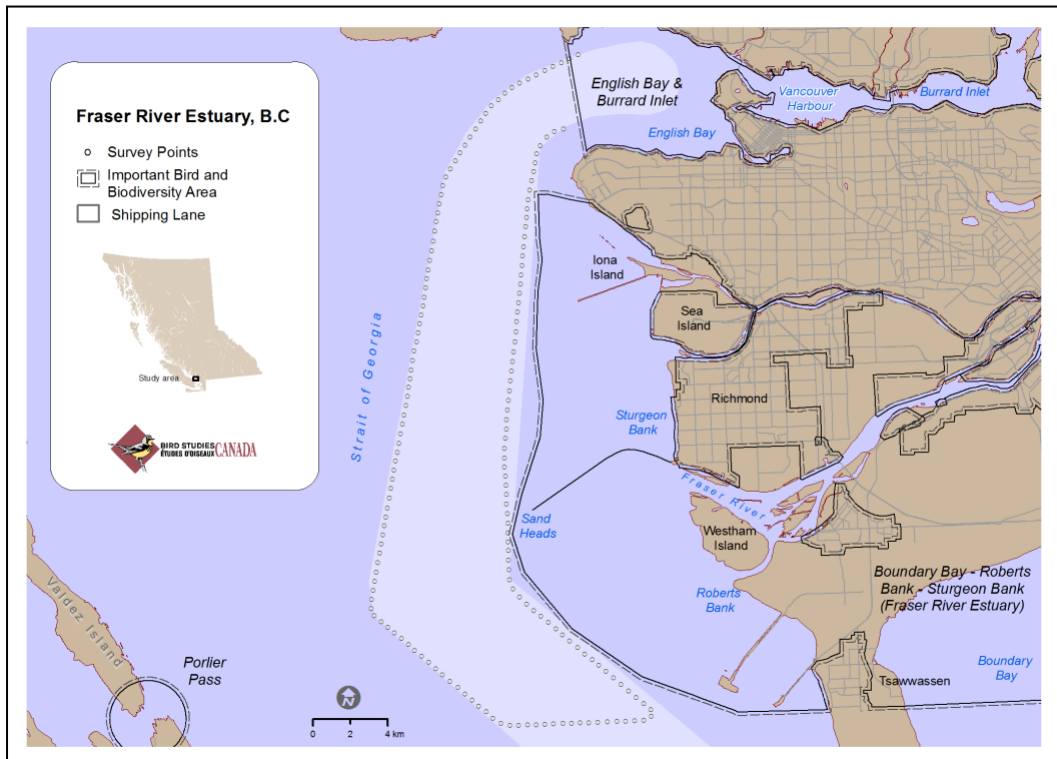 Fraser River Estuary, B.C
Survey Points
Important Bird and
Biodiversity Area
Shipping Lane
Study area
BIRD STUDIES
ÉTUDES D'OISEAUX
CANADA
English Bay &
Burrard Inlet
Vancouver
Harbour
Burrard Inlet
English Bay
Iona
Island
Sea
Island
Strait of Georgia
Richmond
Sturgeon
Bank
Fraser River
Sand
Heads
Westham
Island
Roberts
Bank
Boundary Bay - Roberts
Bank - Sturgeon Bank
(Fraser River Estuary)
Valdez Island
Porlier
Pass
Boundary
Bay
Tsawwassen
N
0 2 4 km